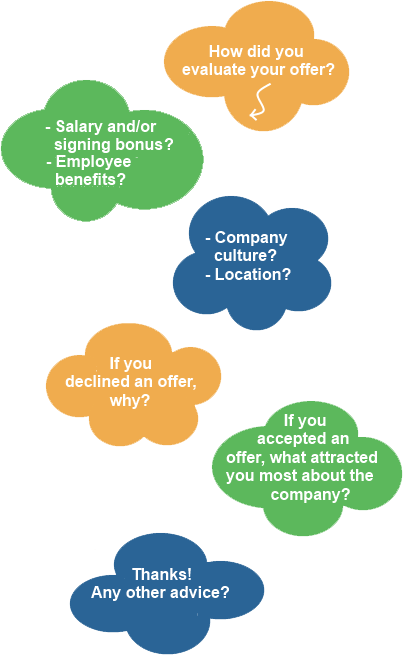 How did you
evaluate your offer?
- Salary and/or
signing bonus?
- Employee
benefits?
- Company
culture?
- Location?
If you
declined an offer,
why?
If you
accepted an
offer, what attracted
you most about the
company?
Thanks!
Any other advice?